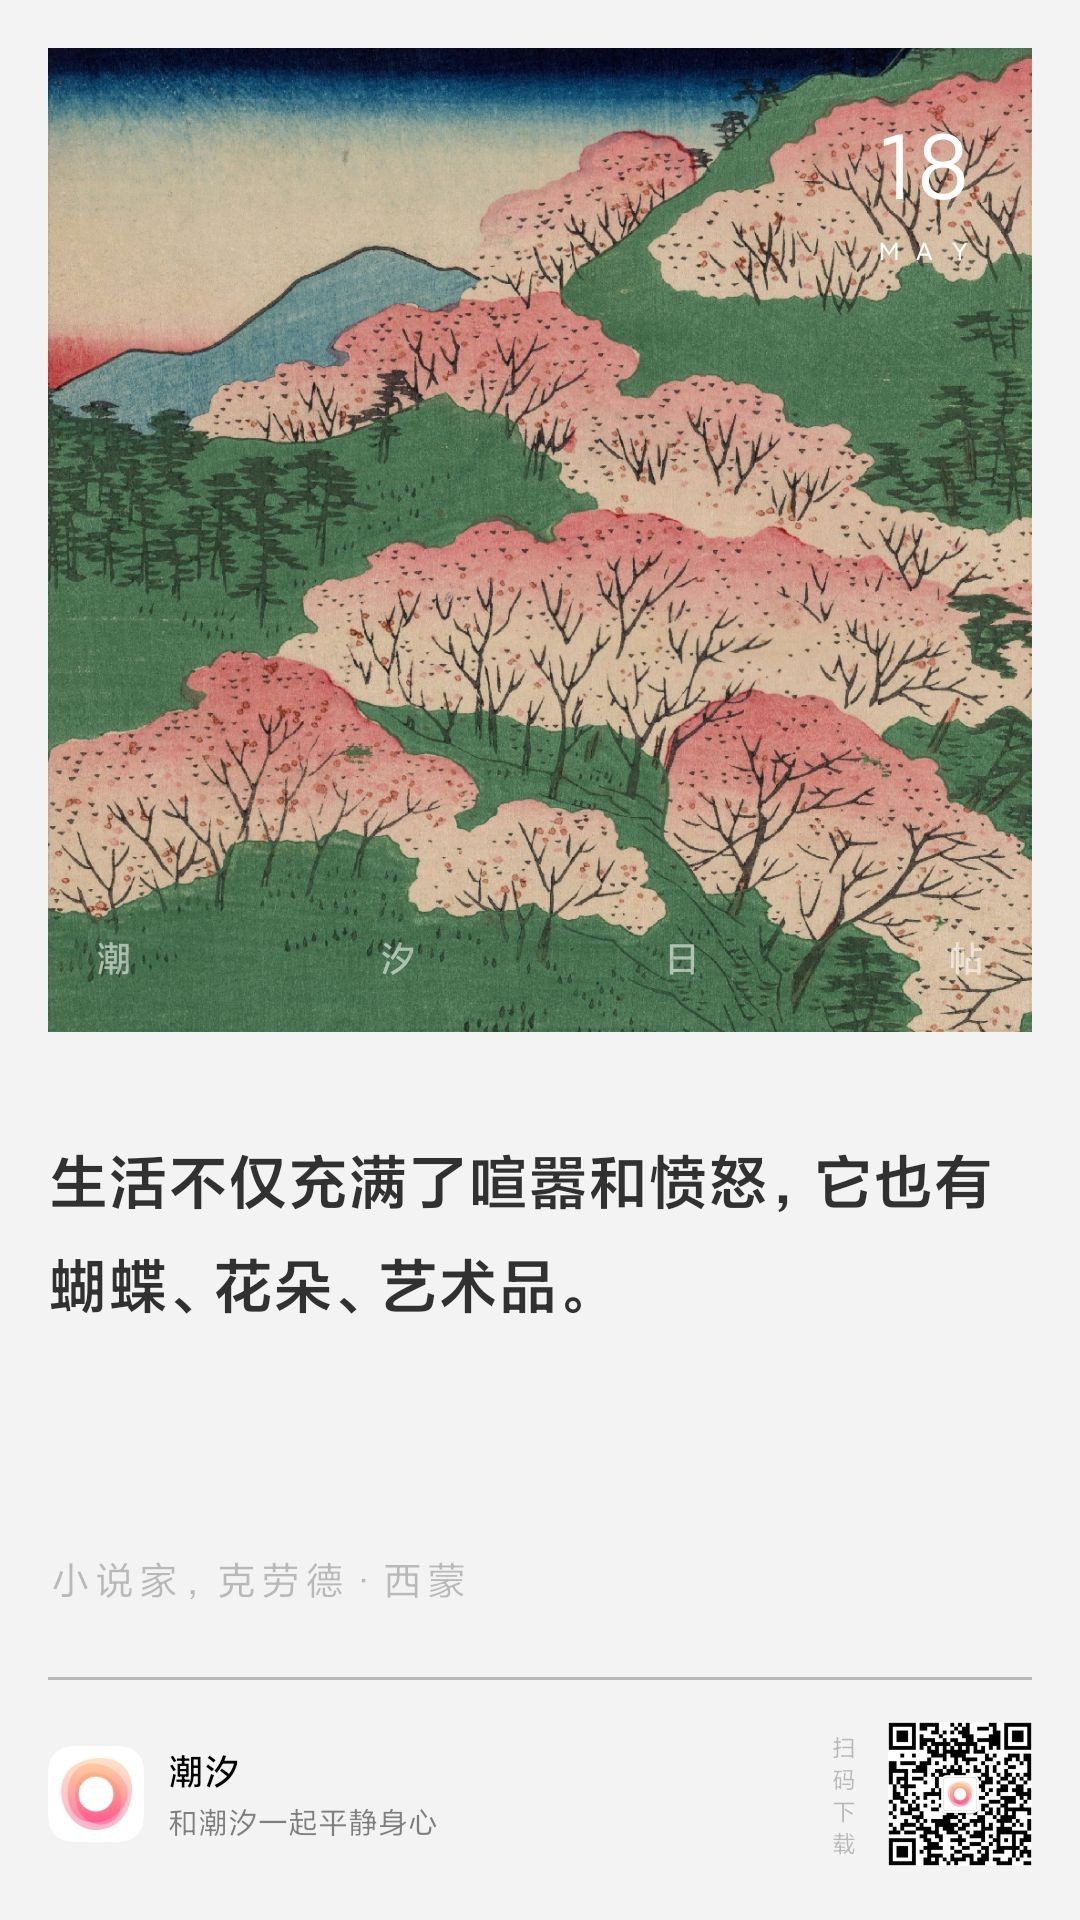 18
MAY
潮汐日帖
生活不仅充满了喧嚣和愤怒，它也有
蝴蝶、花朵、艺术品。
小说家，克劳德·西蒙
潮汐
和潮汐一起平静身心
扫码下载